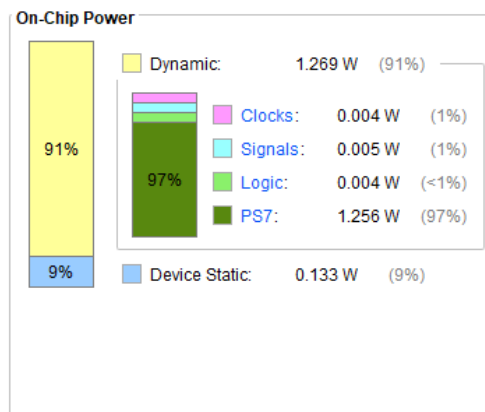 On-Chip Power
Dynamic: 1.269 W (91%)
91%
Clocks: 0.004 W (1%)
Signals: 0.005 W (1%)
97%
Logic: 0.004 W (<1%)
PS7: 1.256 W (97%)
9%
Device Static: 0.133 W (9%)